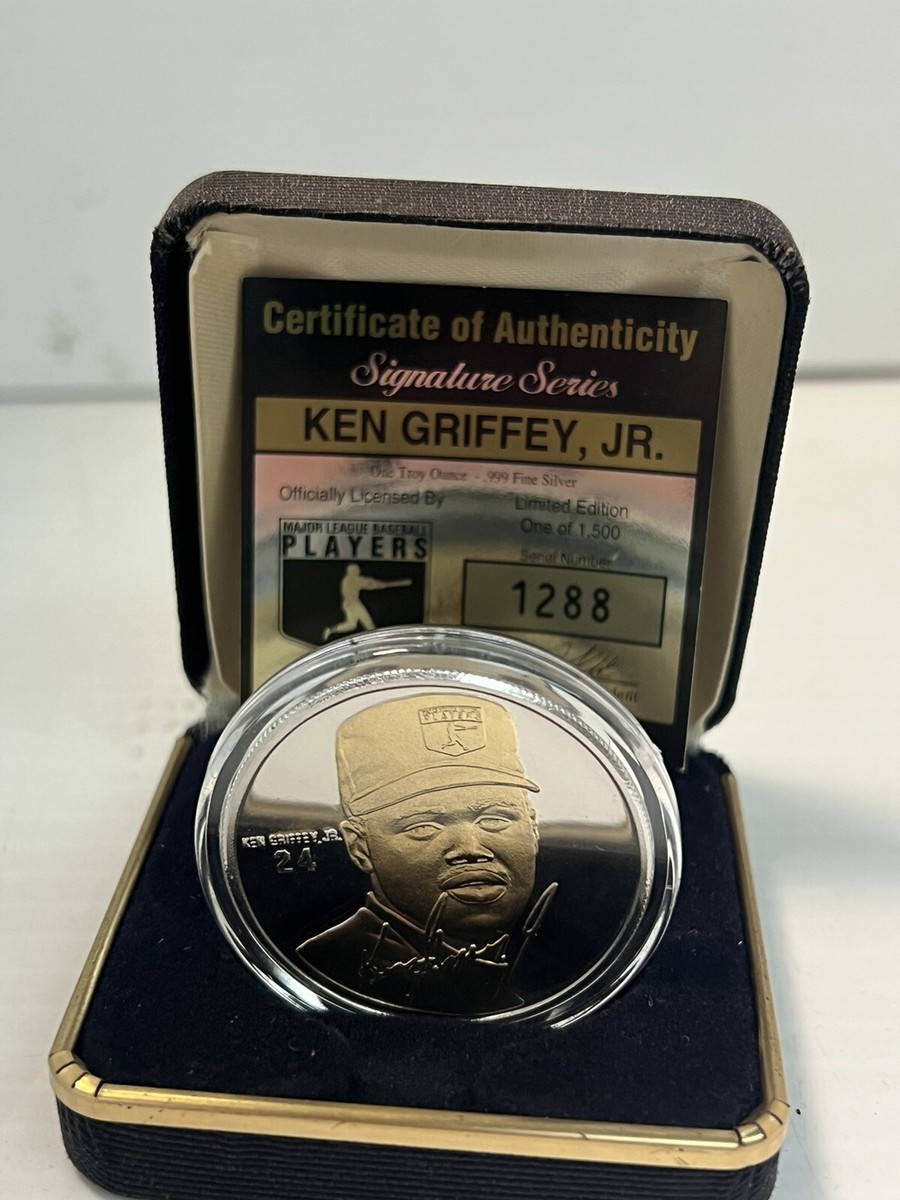 Certificate of Authenticity
Signature Series
KEN GRIFFEY, JR.
One Troy Ounce - .999 Fine Silver
Officially Licensed By
MAJOR LEAGUE BASEBALL
PLAYERS
Limited Edition
One of 1,500
Serial Number
1288
PLAYERS
KEN GRIFFEY, JR.
24